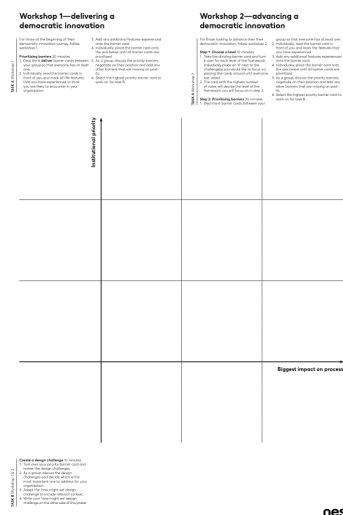 Workshop 1—delivering a
democratic innovation
For those at the beginning of their
democratic innovation journey, follow
workshop 1.
Prioritising barriers 20 minutes
1. Deal the 6 deliver barrier cards between
your group so that everyone has at least
one.
2. Individually, read the barrier cards in
front of you and mark all the features
that you have experienced or think
you are likely to encounter in your
organisation.
3. Add any additional features experienced
onto the barrier card.
4. Individually, place the barrier card onto
the axis below until all barrier cards are
prioritised.
5. As a group, discuss the priority barriers,
negotiate on their position and add any
other barriers that are missing on post-
its.
6. Select the highest priority barrier card to
work on for task B.
TASK A Workshop 1
Workshop 2—advancing a
democratic innovation
For those looking to advance their their
democratic innovation, follow workshop 2.
Step 1: Choose a level 10 minutes
1. Take the dividing barrier card and turn
it over for each level of the framework,
individually place an 'X' next to the
challenge(s) you would like to focus on,
passing the cards around until everyone
has voted.
2. The card with the highest number
of votes will decide the level of the
framework you will focus on in step 2.
Step 2: Prioritising barriers 20 minutes
1. Deal the 6 barrier cards between your
group so that everyone has at least one.
2. Individually, read the barrier cards in
front of you and mark the features that
you have experienced.
3. Add any additional features experienced
onto the barrier card.
4. Individually, place the barrier card onto
the axis below until all barrier cards are
prioritised.
5. As a group, discuss the priority barriers,
negotiate on their position and add any
other barriers that are missing on post-
its.
6. Select the highest priority barrier card to
work on for task B.
TASK A Workshop 2
Institutional priority
Biggest impact on process
TASK B Workshop 1 & 2
Create a design challenge 10 minutes
1. Turn over your priority barrier card and
review the design challenges.
2. As a group, discuss the design
challenges and decide which is the
most important one to address for your
organisation.
3. Adapt the 'how might we' design
challenge to include relevant context.
4. Write your 'how might we' design
challenge on the other side of this poster.
nes